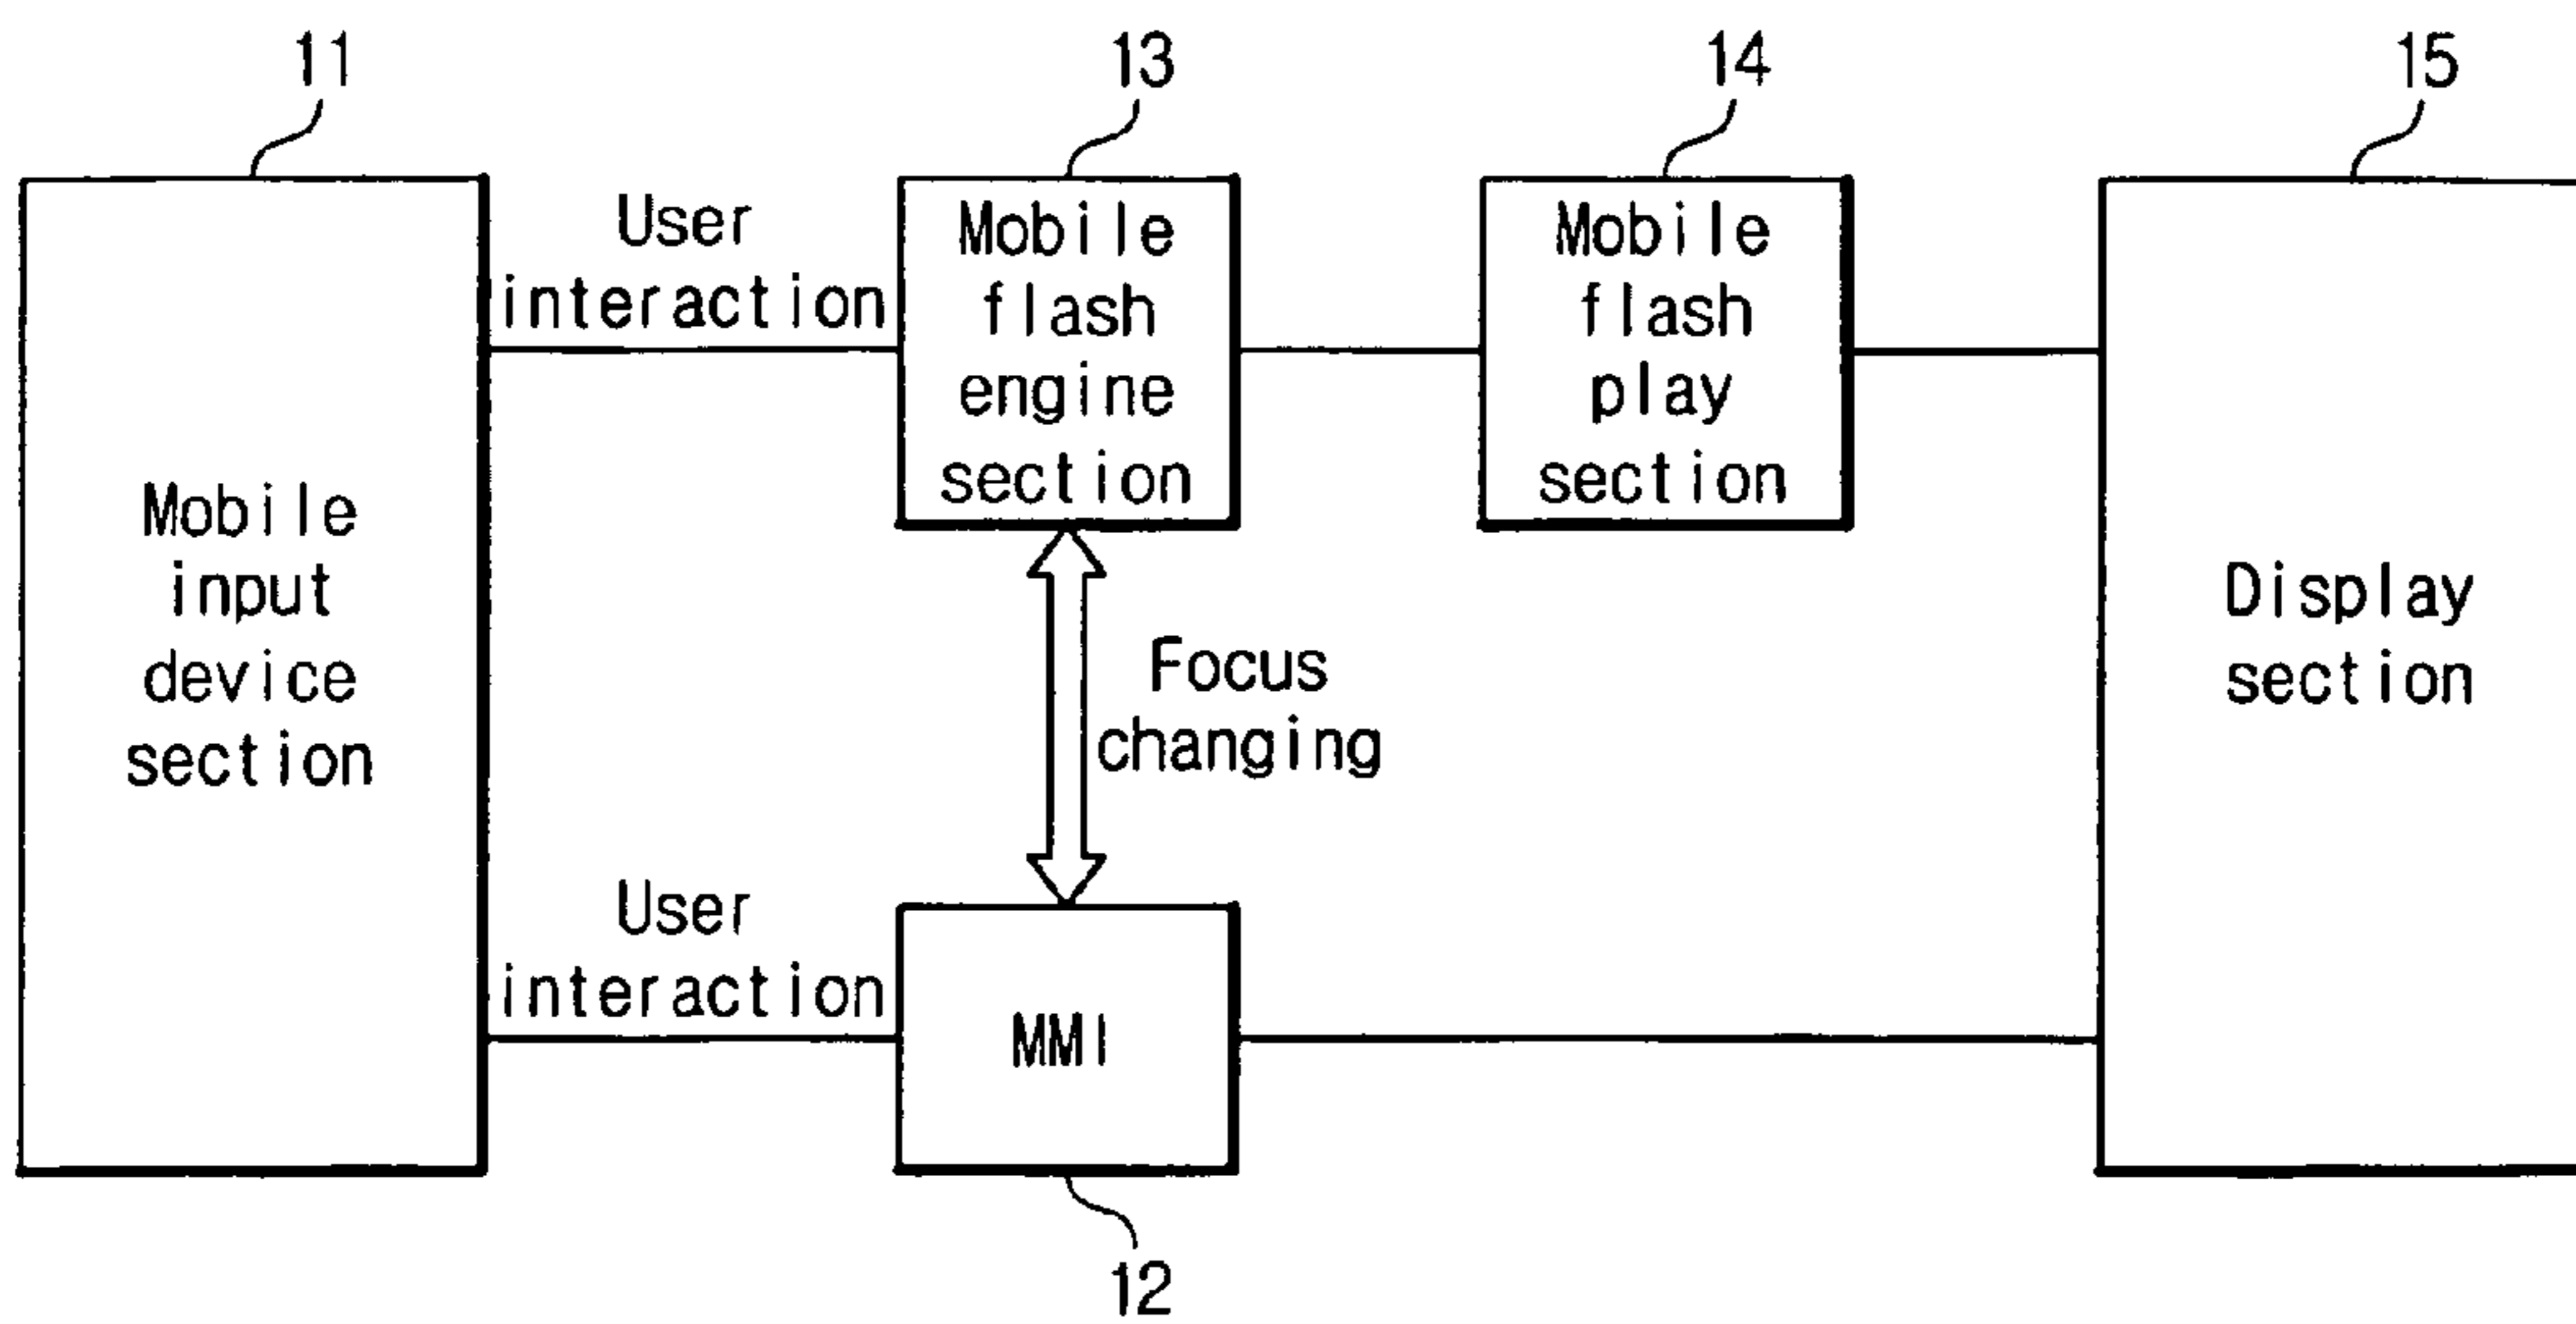 11
13
14
15
User
interaction
Mobile
flash
engine
section
Mobile
flash
play
section
Mobile
input
device
section
Focus
changing
Display
section
User
interaction
MMI
12